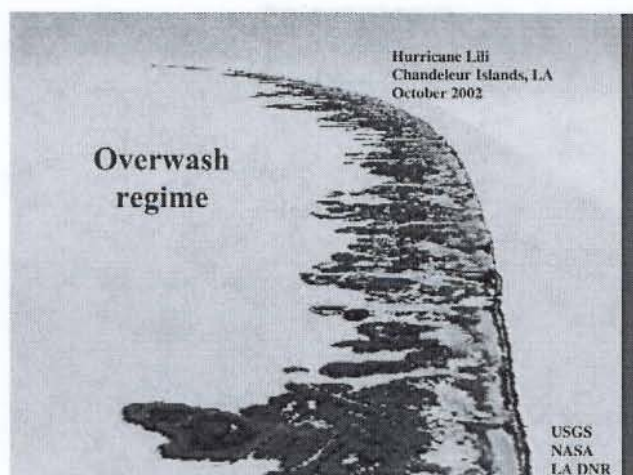 Hurricane Lili
Chandeleur Islands, LA
October 2002
Overwash
regime
USGS
NASA
LA DNR